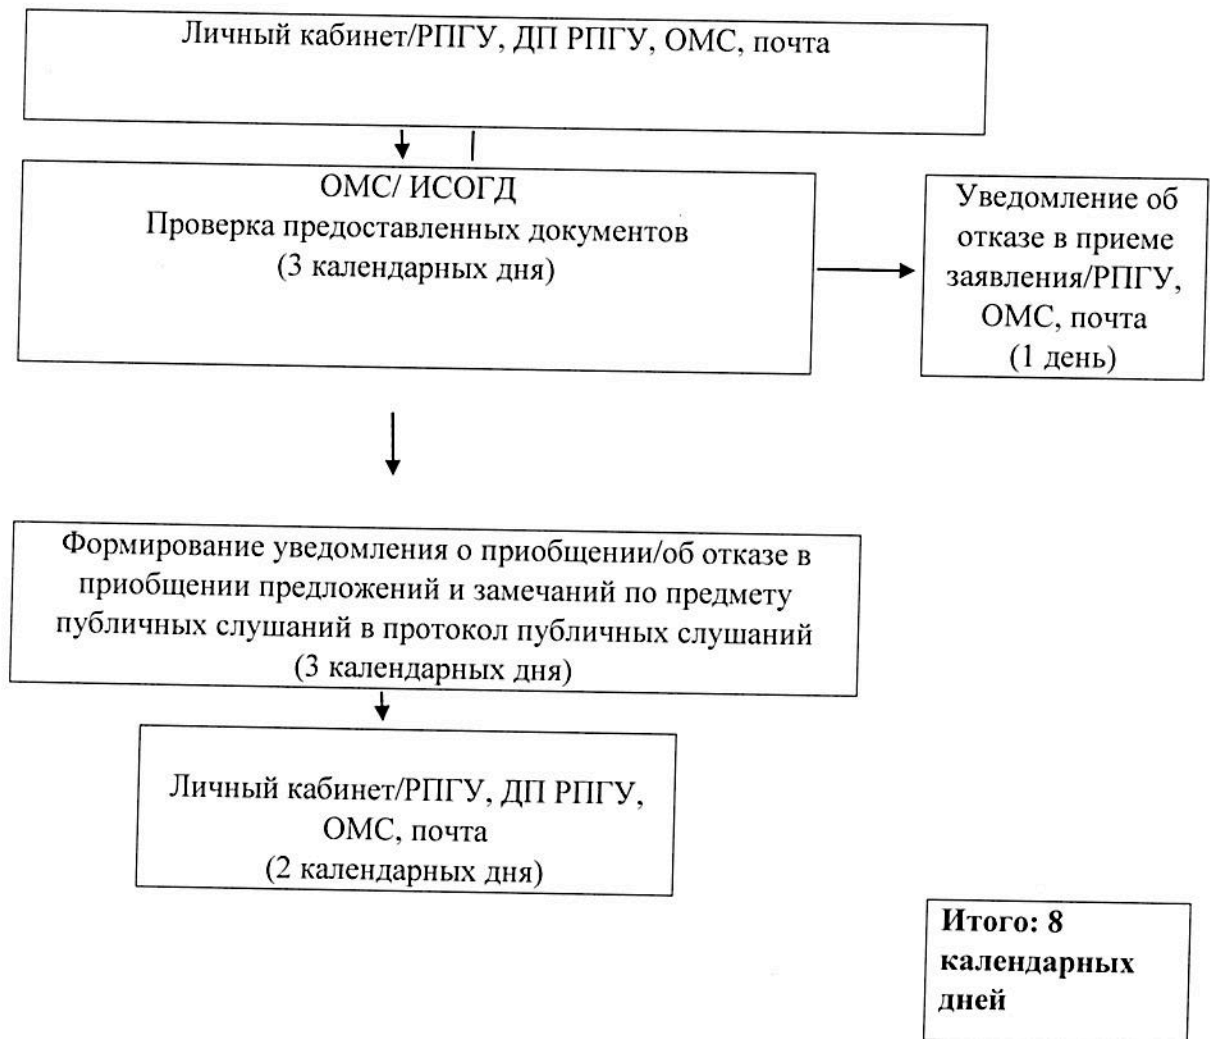 Личный кабинет/РПГУ, ДП РПГУ, ОМС, почта
ОМС/ ИСОГД
Проверка предоставленных документов
(3 календарных дня)
Уведомление об
отказе в приеме
заявления/РПГУ,
ОМС, почта
(1 день)
Формирование уведомления о приобщении/об отказе в
приобщении предложений и замечаний по предмету
публичных слушаний в протокол публичных слушаний
(3 календарных дня)
Личный кабинет/РПГУ, ДП РПГУ,
ОМС, почта
(2 календарных дня)
Итого: 8
календарных
дней